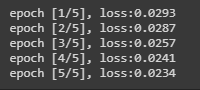 epoch [1/5], loss:0.0293
epoch [2/5], loss:0.0287
epoch [3/5], loss:0.0257
epoch [4/5], loss:0.0241
epoch [5/5], loss:0.0234